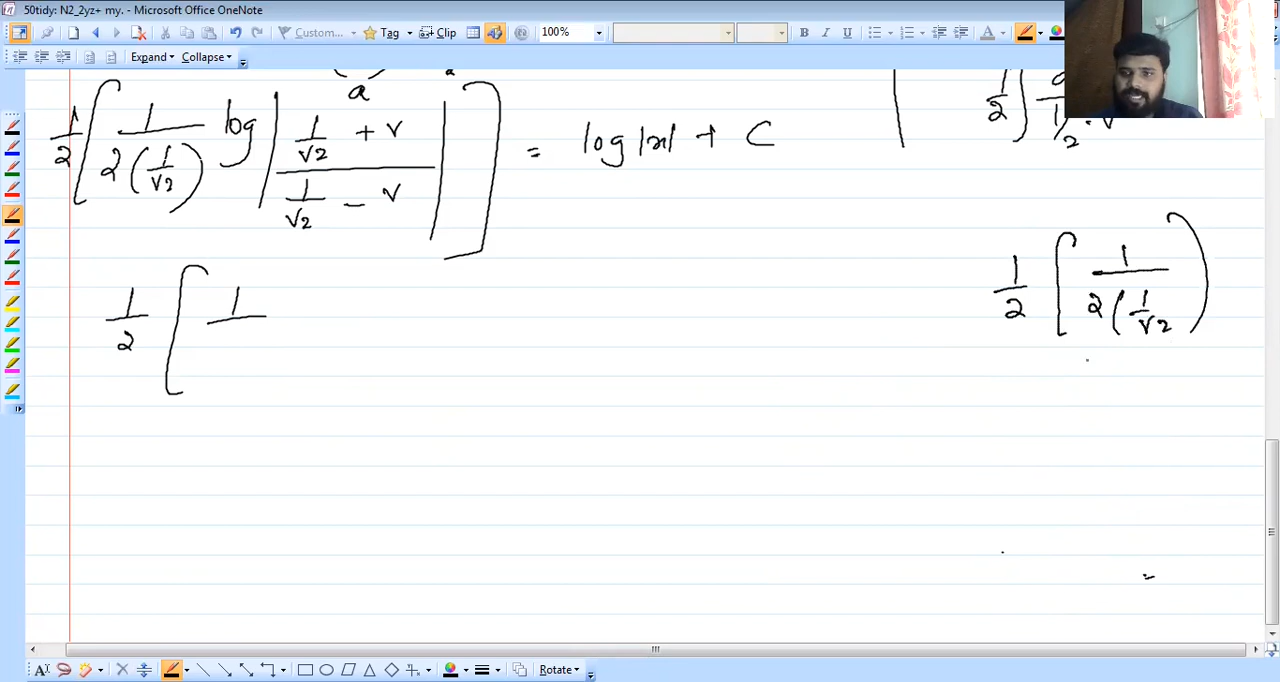 50tidy: N2_2yz+ my. - Microsoft Office OneNote
Custom... Tag Clip 100% B I U A
Expand Collapse
a
1/2 [ 1/(2(1/√2)) log | (1/√2 + v)/(1/√2 - v) | ] = log|x| + C
1/2 [ 1/
1/2 [ 1/(2(1/√2)) ]
=
A Rotate